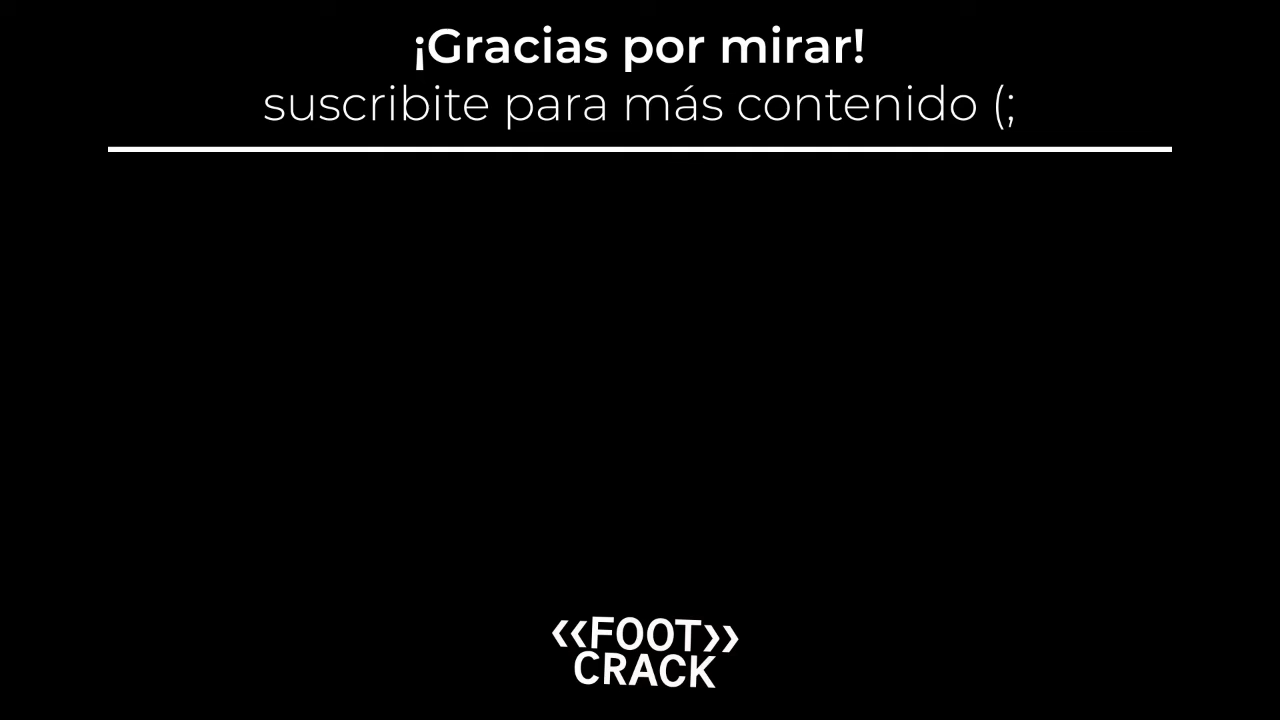 ¡Gracias por mirar!
suscribite para más contenido (;
‹‹FOOT››
CRACK